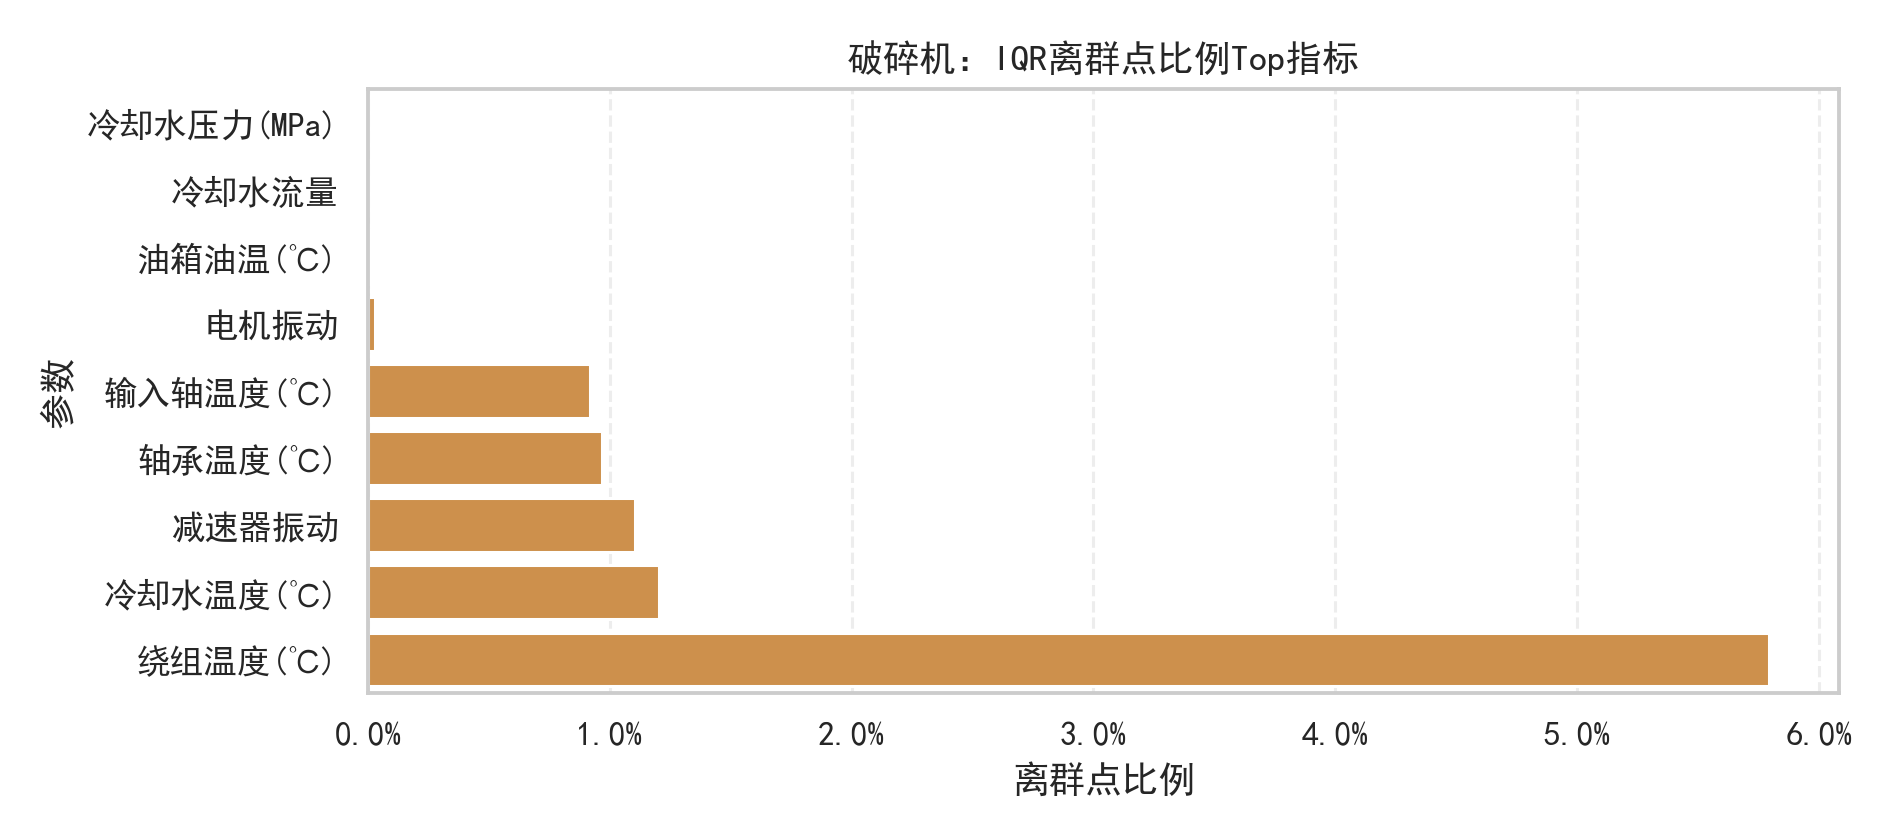 破碎机：IQR离群点比例Top指标
冷却水压力(MPa)
冷却水流量
油箱油温(℃)
电机振动
输入轴温度(℃)
轴承温度(℃)
减速器振动
冷却水温度(℃)
绕组温度(℃)
参数
0.0% 1.0% 2.0% 3.0% 4.0% 5.0% 6.0%
离群点比例